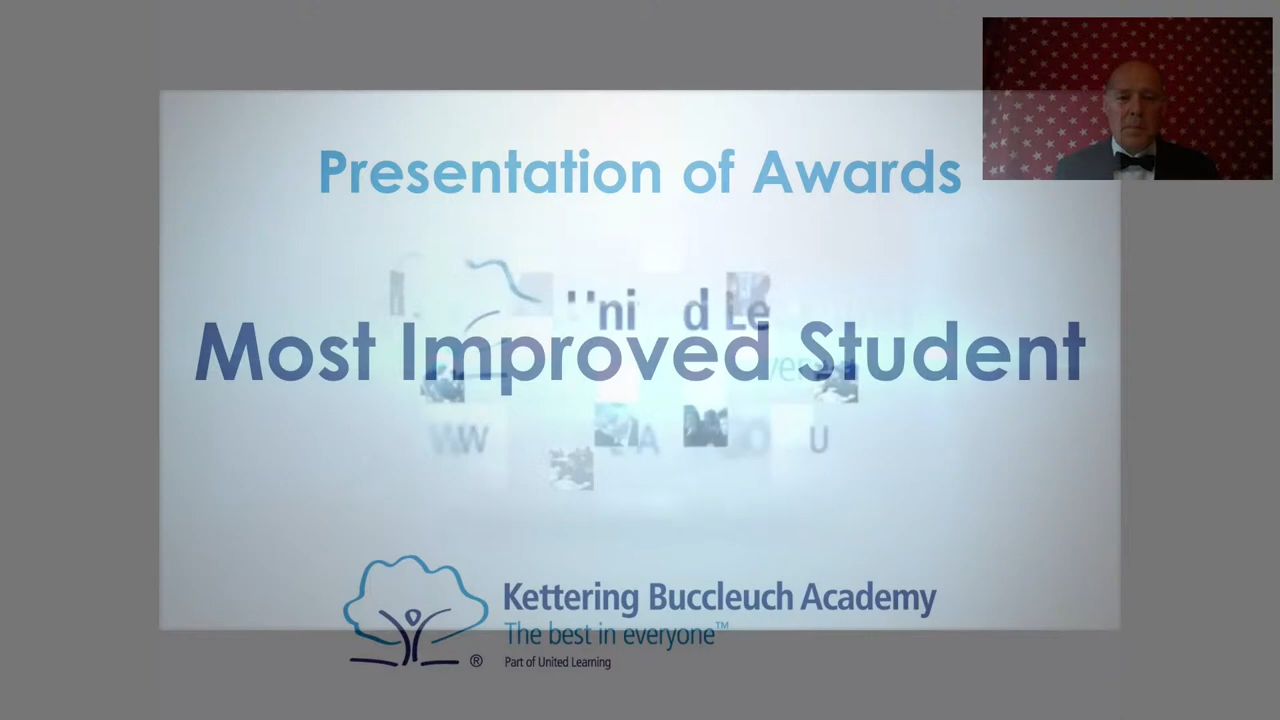 Presentation of Awards
Most Improved Student
Kettering Buccleuch Academy
The best in everyone™
® Part of United Learning